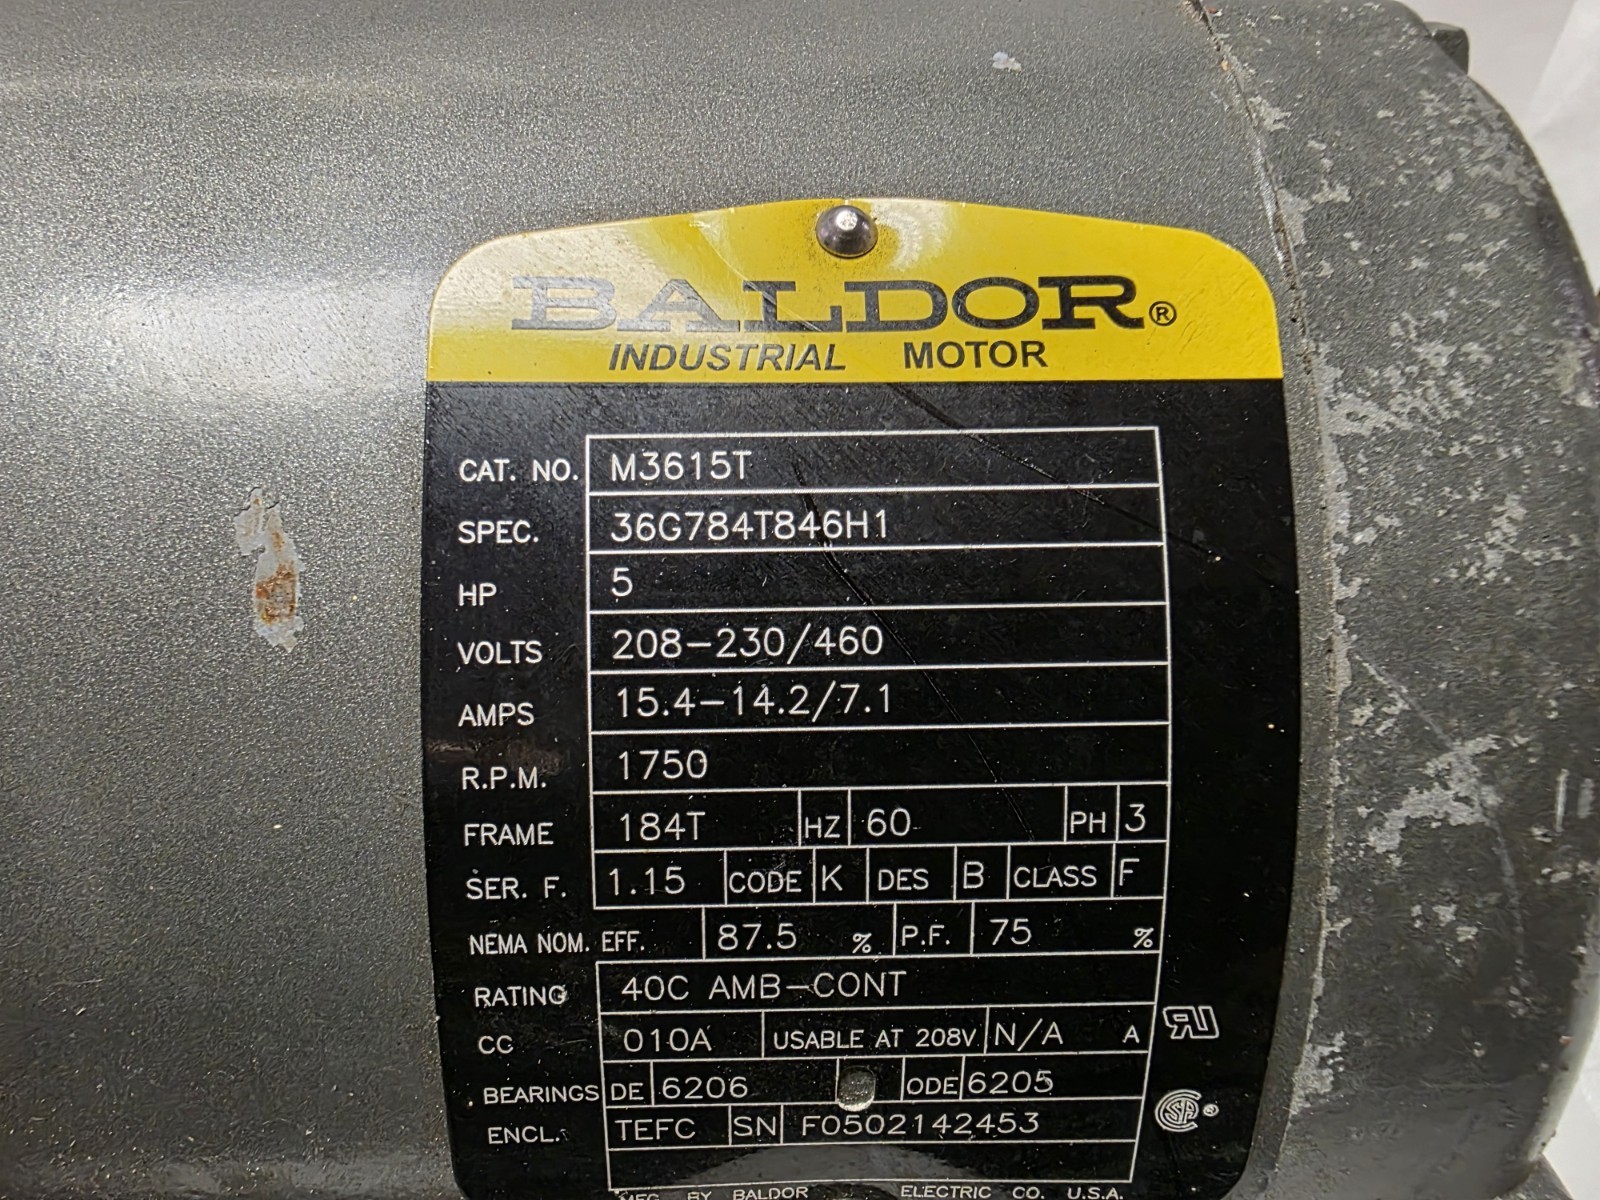 BALDOR®
INDUSTRIAL MOTOR
CAT. NO. M3615T
SPEC. 36G784T846H1
HP 5
VOLTS 208-230/460
AMPS 15.4-14.2/7.1
R.P.M. 1750
FRAME 184T HZ 60 PH 3
SER. F. 1.15 CODE K DES B CLASS F
NEMA NOM. EFF. 87.5 % P.F. 75 %
RATING 40C AMB-CONT
CC 010A USABLE AT 208V N/A A
BEARINGS DE 6206 ODE 6205
ENCL. TEFC SN F0502142453
MFG. BY BALDOR ELECTRIC CO. U.S.A.
RU
SA®